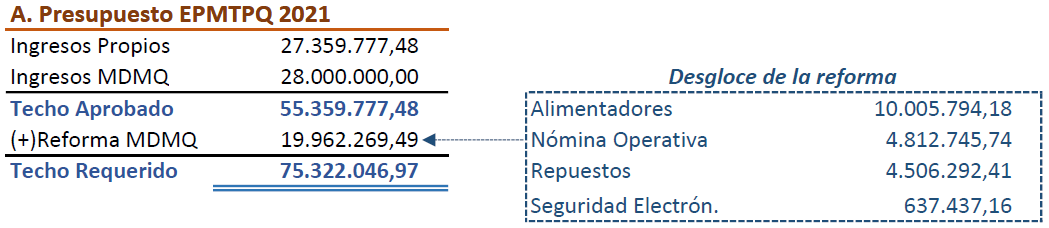 A. Presupuesto EPMTPQ 2021
Ingresos Propios 27.359.777,48
Ingresos MDMQ 28.000.000,00
Techo Aprobado 55.359.777,48
(+)Reforma MDMQ 19.962.269,49
Techo Requerido 75.322.046,97
Desgloce de la reforma
Alimentadores 10.005.794,18
Nómina Operativa 4.812.745,74
Repuestos 4.506.292,41
Seguridad Electrón. 637.437,16